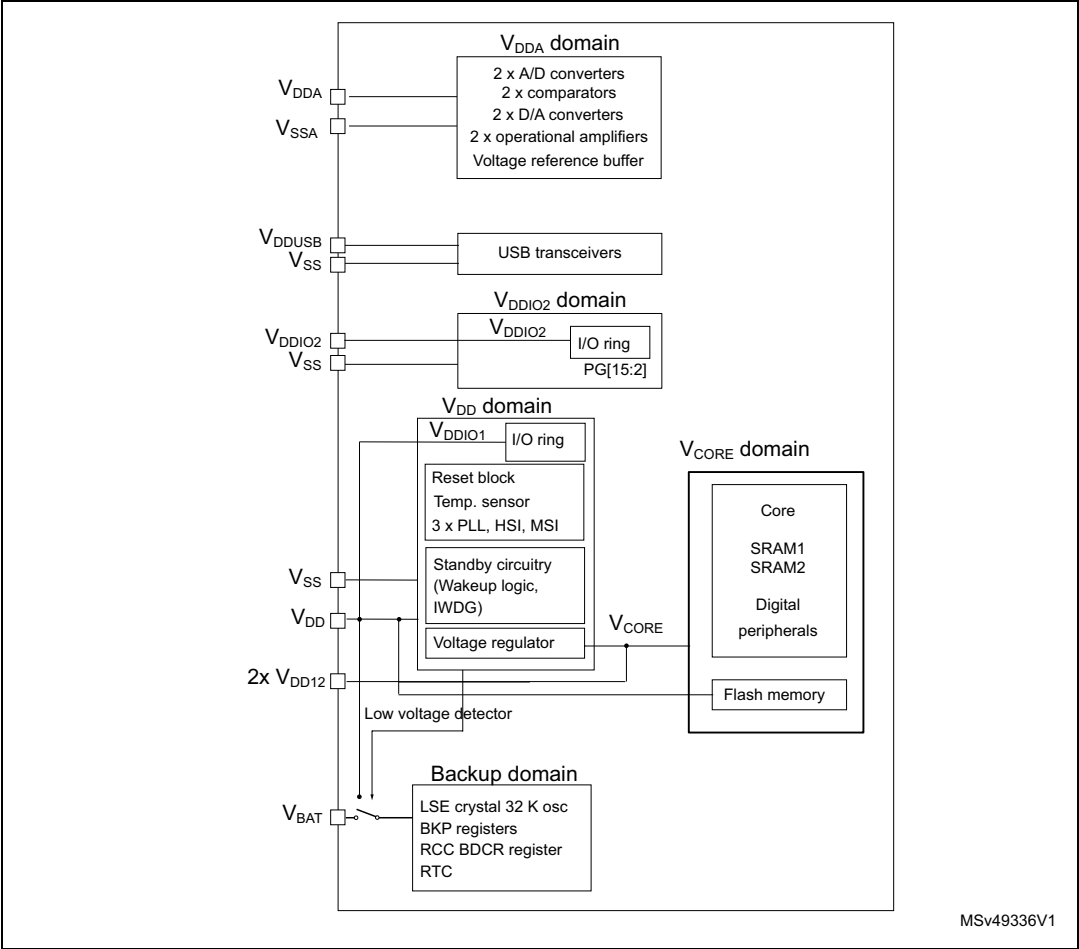 VDDA domain
VDDA
VSSA
2 x A/D converters
2 x comparators
2 x D/A converters
2 x operational amplifiers
Voltage reference buffer
VDDUSB
VSS
USB transceivers
VDDIO2 domain
VDDIO2
VSS
VDDIO2
I/O ring
PG[15:2]
VDD domain
VDDIO1
I/O ring
Reset block
Temp. sensor
3 x PLL, HSI, MSI
VSS
Standby circuitry
(Wakeup logic,
IWDG)
VDD
Voltage regulator
VCORE
2x VDD12
VCORE domain
Core
SRAM1
SRAM2
Digital
peripherals
Flash memory
Low voltage detector
Backup domain
VBAT
LSE crystal 32 K osc
BKP registers
RCC BDCR register
RTC
MSv49336V1